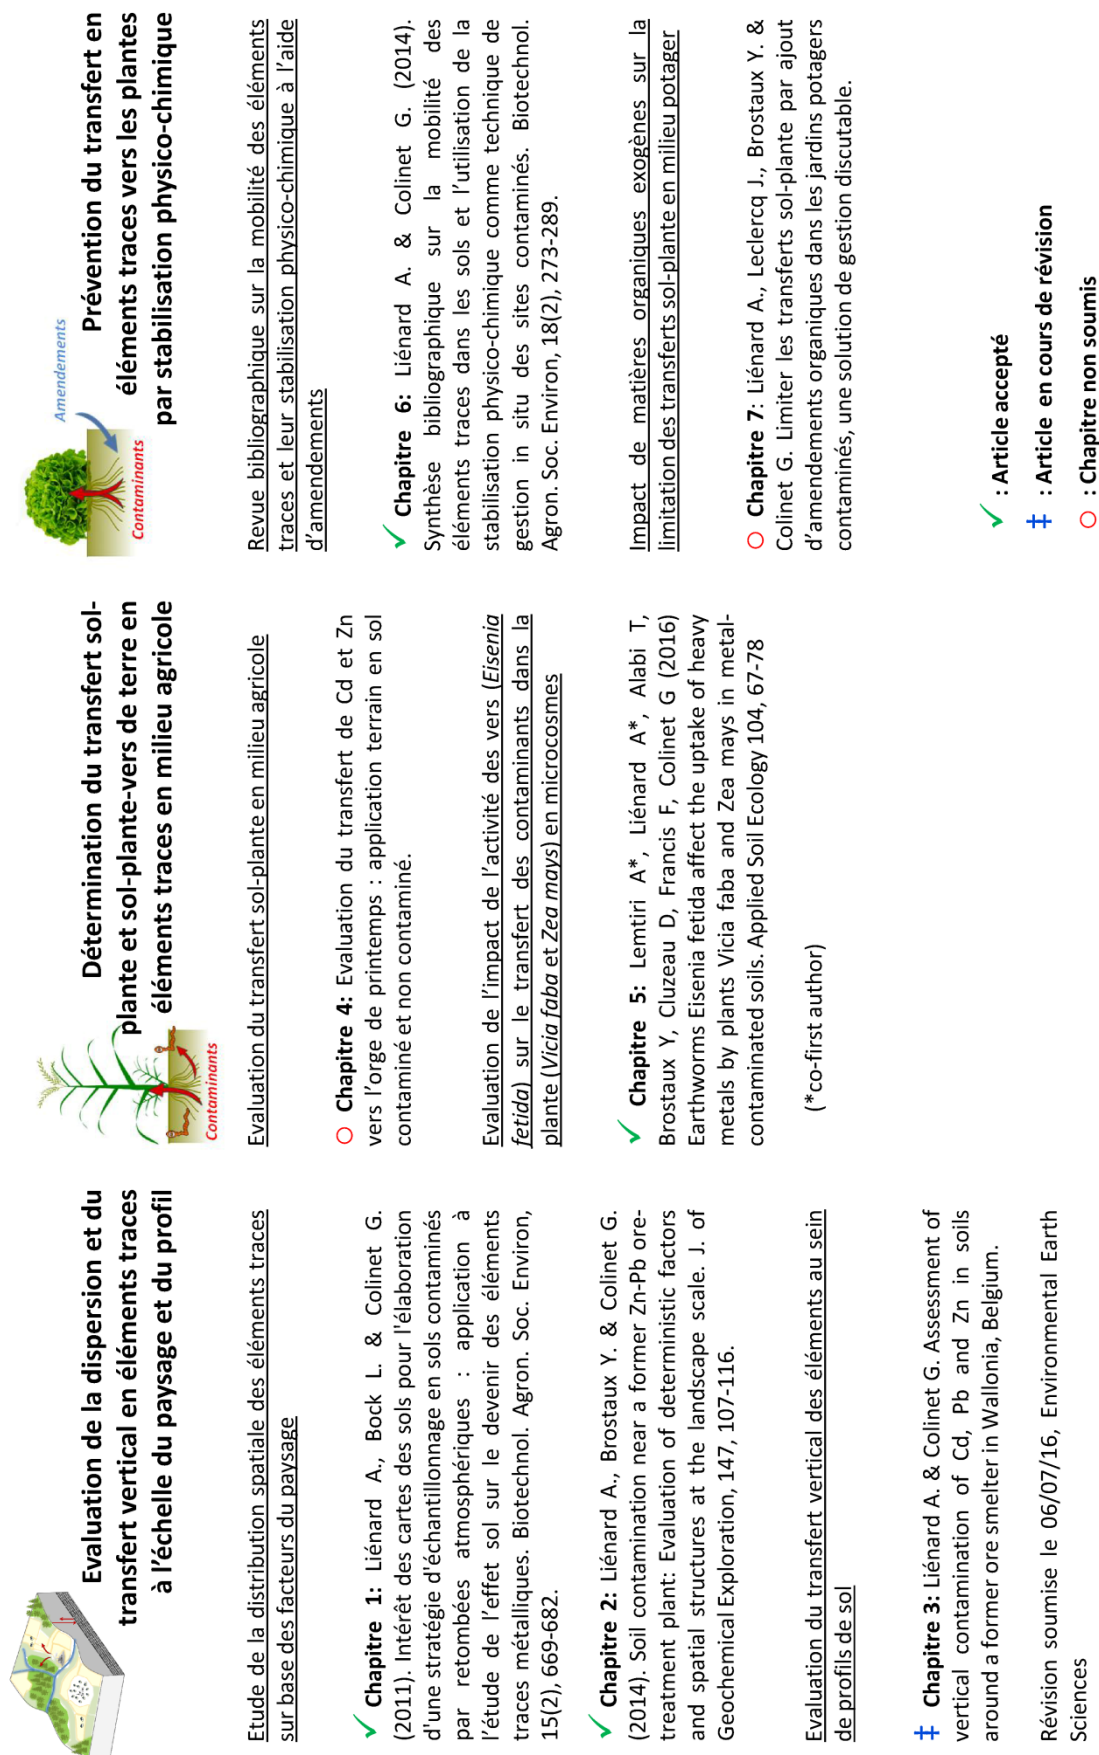 Evaluation de la dispersion et du
transfert vertical en éléments traces
à l'échelle du paysage et du profil
Etude de la distribution spatiale des éléments traces
sur base des facteurs du paysage
✓ Chapitre 1: Liénard A., Bock L. & Colinet G.
(2011). Intérêt des cartes des sols pour l'élaboration
d'une stratégie d'échantillonnage en sols contaminés
par retombées atmosphériques : application à
l'étude de l'effet sol sur le devenir des éléments
traces métalliques. Biotechnol. Agron. Soc. Environ,
15(2), 669-682.
✓ Chapitre 2: Liénard A., Brostaux Y. & Colinet G.
(2014). Soil contamination near a former Zn-Pb ore-
treatment plant: Evaluation of deterministic factors
and spatial structures at the landscape scale. J. of
Geochemical Exploration, 147, 107-116.
Evaluation du transfert vertical des éléments au sein
de profils de sol
‡ Chapitre 3: Liénard A. & Colinet G. Assessment of
vertical contamination of Cd, Pb and Zn in soils
around a former ore smelter in Wallonia, Belgium.
Révision soumise le 06/07/16, Environmental Earth
Sciences
Détermination du transfert sol-
plante et sol-plante-vers de terre en
éléments traces en milieu agricole
Contaminants
Evaluation du transfert sol-plante en milieu agricole
○ Chapitre 4: Evaluation du transfert de Cd et Zn
vers l'orge de printemps : application terrain en sol
contaminé et non contaminé.
Evaluation de l'impact de l'activité des vers (Eisenia
fetida) sur le transfert des contaminants dans la
plante (Vicia faba et Zea mays) en microcosmes
✓ Chapitre 5: Lemtiri A*, Liénard A*, Alabi T,
Brostaux Y, Cluzeau D, Francis F, Colinet G (2016)
Earthworms Eisenia fetida affect the uptake of heavy
metals by plants Vicia faba and Zea mays in metal-
contaminated soils. Applied Soil Ecology 104, 67-78
(*co-first author)
Prévention du transfert en
éléments traces vers les plantes
par stabilisation physico-chimique
Amendements
Contaminants
Revue bibliographique sur la mobilité des éléments
traces et leur stabilisation physico-chimique à l'aide
d'amendements
✓ Chapitre 6: Liénard A. & Colinet G. (2014).
Synthèse bibliographique sur la mobilité des
éléments traces dans les sols et l'utilisation de la
stabilisation physico-chimique comme technique de
gestion in situ des sites contaminés. Biotechnol.
Agron. Soc. Environ, 18(2), 273-289.
Impact de matières organiques exogènes sur la
limitation des transferts sol-plante en milieu potager
○ Chapitre 7: Liénard A., Leclercq J., Brostaux Y. &
Colinet G. Limiter les transferts sol-plante par ajout
d'amendements organiques dans les jardins potagers
contaminés, une solution de gestion discutable.
✓ : Article accepté
‡ : Article en cours de révision
○ : Chapitre non soumis